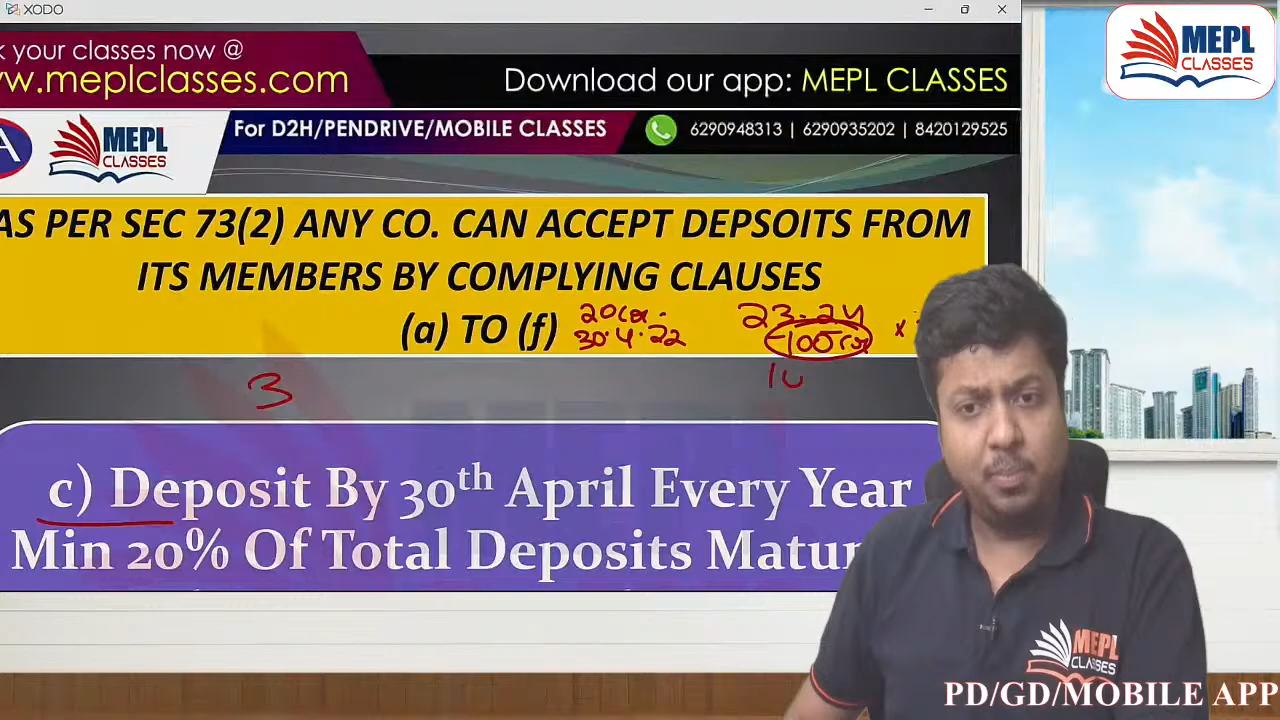 XODO
MEPL
CLASSES
k your classes now @
ww.meplclasses.com
Download our app: MEPL CLASSES
A
MEPL
CLASSES
For D2H/PENDRIVE/MOBILE CLASSES
6290948313 | 6290935202 | 8420129525
AS PER SEC 73(2) ANY CO. CAN ACCEPT DEPSOITS FROM
ITS MEMBERS BY COMPLYING CLAUSES
(a) TO (f)
20cr.
30.4.22
23-24
100cr x
3
c) Deposit By 30th April Every Year
Min 20% Of Total Deposits Matur
MEPL
CLASSES
PD/GD/MOBILE APP